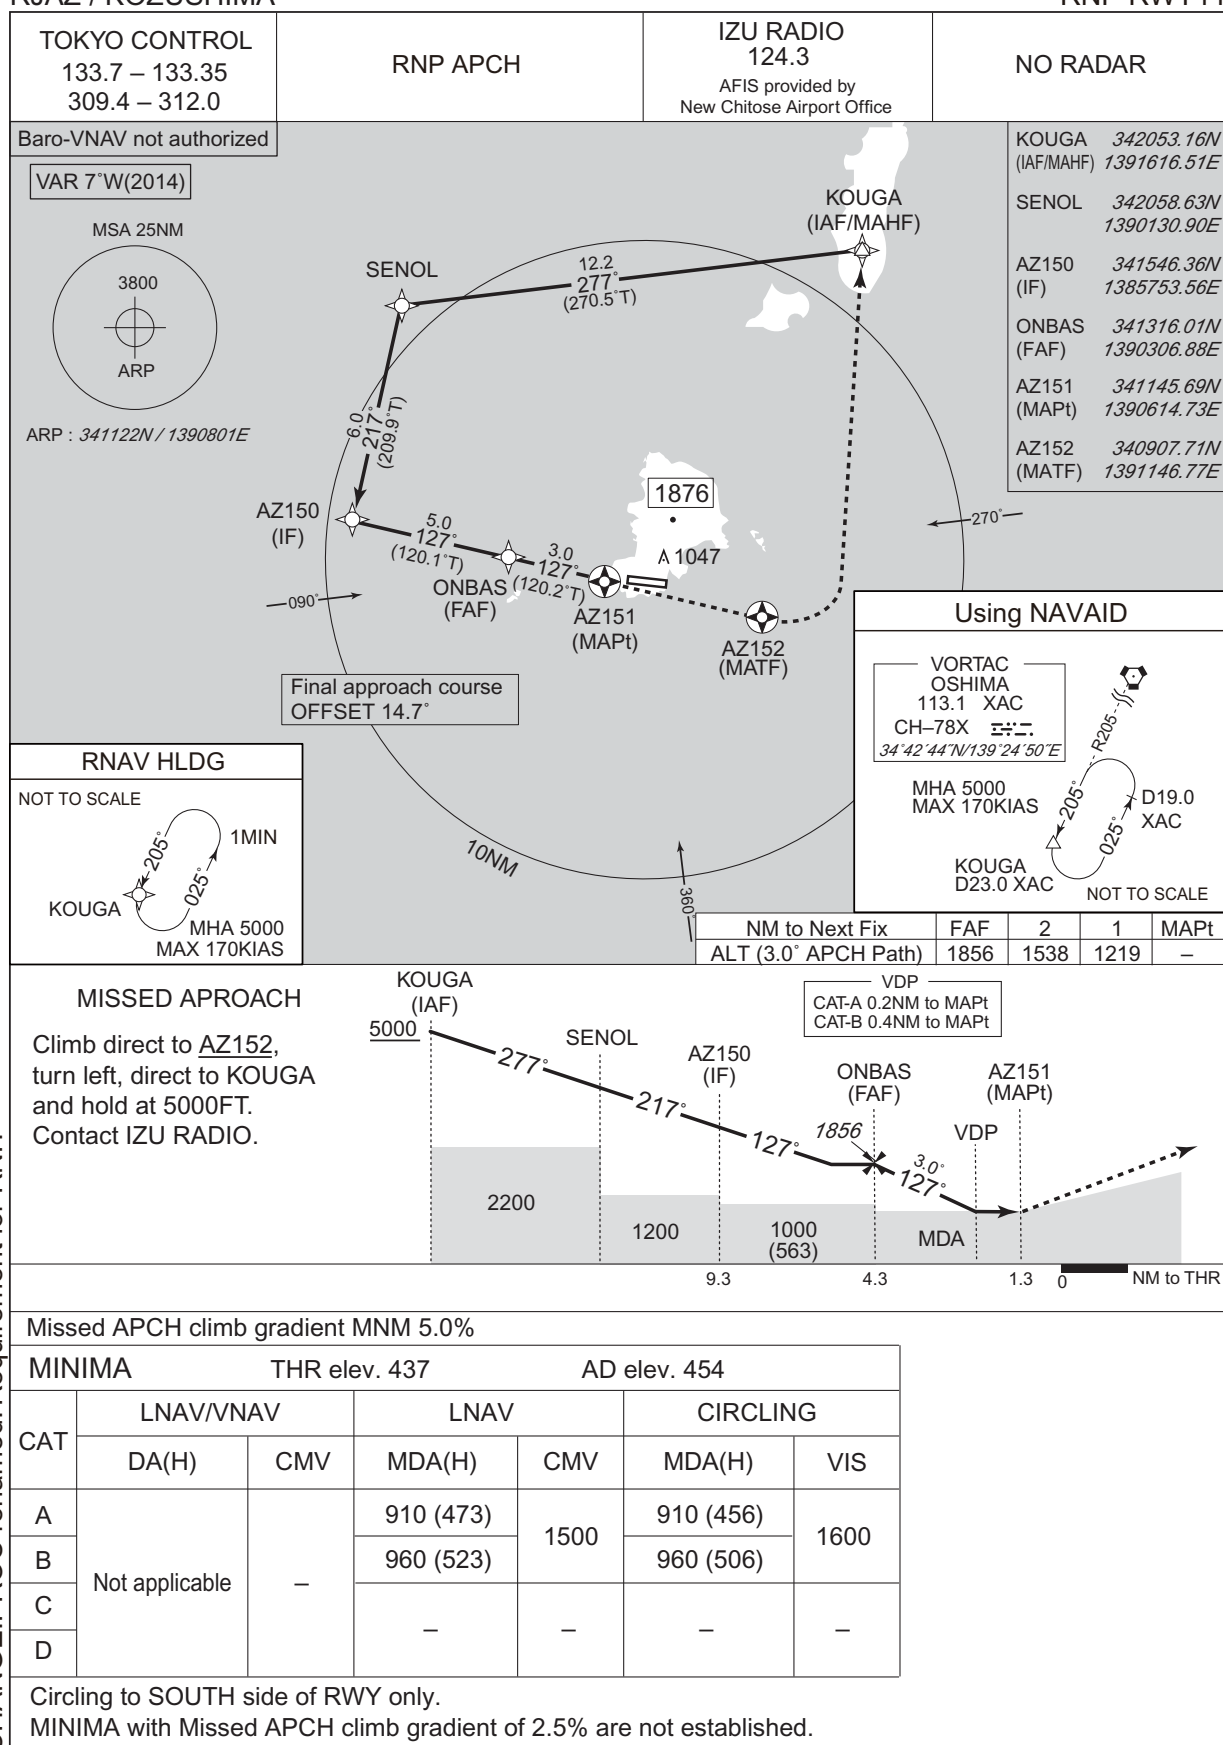 RJAZ / KOZUSHIMA
RNP RWY11
TOKYO CONTROL
133.7 – 133.35
309.4 – 312.0
RNP APCH
IZU RADIO
124.3
AFIS provided by
New Chitose Airport Office
NO RADAR
Baro-VNAV not authorized
VAR 7˚W(2014)
MSA 25NM
3800
ARP
ARP : 341122N / 1390801E
KOUGA 342053.16N
(IAF/MAHF) 1391616.51E
SENOL 342058.63N
1390130.90E
AZ150 341546.36N
(IF) 1385753.56E
ONBAS 341316.01N
(FAF) 1390306.88E
AZ151 341145.69N
(MAPt) 1390614.73E
AZ152 340907.71N
(MATF) 1391146.77E
KOUGA
(IAF/MAHF)
SENOL
12.2
277˚
(270.5˚T)
6.0
217˚
(209.9˚T)
AZ150
(IF)
5.0
127˚
(120.1˚T)
ONBAS
(FAF)
3.0
127˚
(120.2˚T)
AZ151
(MAPt)
AZ152
(MATF)
1876
1047
270˚
090˚
360˚
10NM
Final approach course
OFFSET 14.7˚
Using NAVAID
VORTAC
OSHIMA
113.1 XAC
CH–78X
34˚42´44˝N/139˚24´50˝E
R205
MHA 5000
MAX 170KIAS
205˚
025˚
D19.0
XAC
KOUGA
D23.0 XAC
NOT TO SCALE
RNAV HLDG
NOT TO SCALE
205˚
025˚
1MIN
KOUGA
MHA 5000
MAX 170KIAS
NM to Next Fix FAF 2 1 MAPt
ALT (3.0˚ APCH Path) 1856 1538 1219 –
MISSED APROACH
Climb direct to AZ152,
turn left, direct to KOUGA
and hold at 5000FT.
Contact IZU RADIO.
VDP
CAT-A 0.2NM to MAPt
CAT-B 0.4NM to MAPt
KOUGA
(IAF)
5000
277˚
SENOL
217˚
AZ150
(IF)
127˚
1856
ONBAS
(FAF)
3.0˚
127˚
VDP
AZ151
(MAPt)
2200
1200
1000
(563)
MDA
9.3 4.3 1.3 0 NM to THR
Missed APCH climb gradient MNM 5.0%
MINIMA THR elev. 437 AD elev. 454
CAT LNAV/VNAV LNAV CIRCLING
DA(H) CMV MDA(H) CMV MDA(H) VIS
A 910 (473) 910 (456)
1500 1600
B 960 (523) 960 (506)
Not applicable –
C
– – – –
D
Circling to SOUTH side of RWY only.
MINIMA with Missed APCH climb gradient of 2.5% are not established.